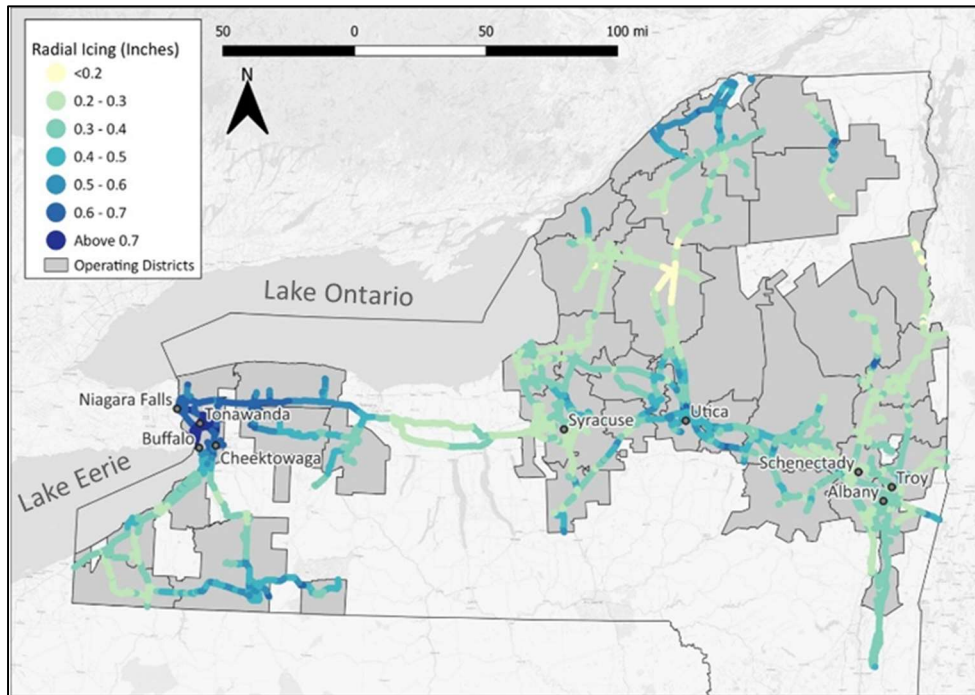 Radial Icing (Inches)
<0.2
0.2 - 0.3
0.3 - 0.4
0.4 - 0.5
0.5 - 0.6
0.6 - 0.7
Above 0.7
Operating Districts
50 0 50 100 mi
N
Lake Ontario
Niagara Falls
Tonawanda
Buffalo
Cheektowaga
Lake Eerie
Syracuse
Utica
Schenectady
Troy
Albany